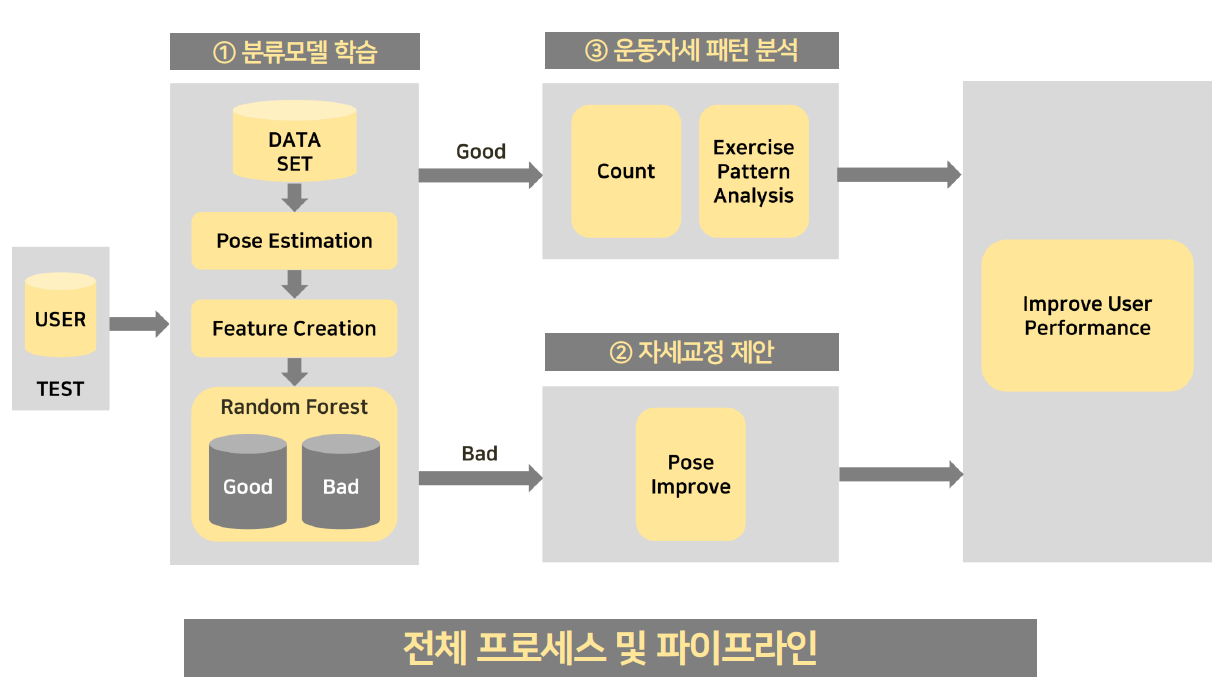 ① 분류모델 학습
DATA
SET
Pose Estimation
Feature Creation
Random Forest
Good
Bad
USER
TEST
Good
Bad
③ 운동자세 패턴 분석
Count
Exercise
Pattern
Analysis
② 자세교정 제안
Pose
Improve
Improve User
Performance
전체 프로세스 및 파이프라인